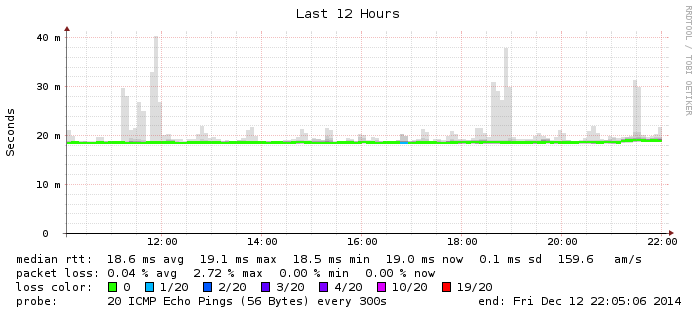 Last 12 Hours
RRDTOOL / TOBI OETIKER
Seconds
40 m
30 m
20 m
10 m
0
12:00 14:00 16:00 18:00 20:00 22:00
median rtt: 18.6 ms avg 19.1 ms max 18.5 ms min 19.0 ms now 0.1 ms sd 159.6 am/s
packet loss: 0.04 % avg 2.72 % max 0.00 % min 0.00 % now
loss color: 0 1/20 2/20 3/20 4/20 10/20 19/20
probe: 20 ICMP Echo Pings (56 Bytes) every 300s end: Fri Dec 12 22:05:06 2014